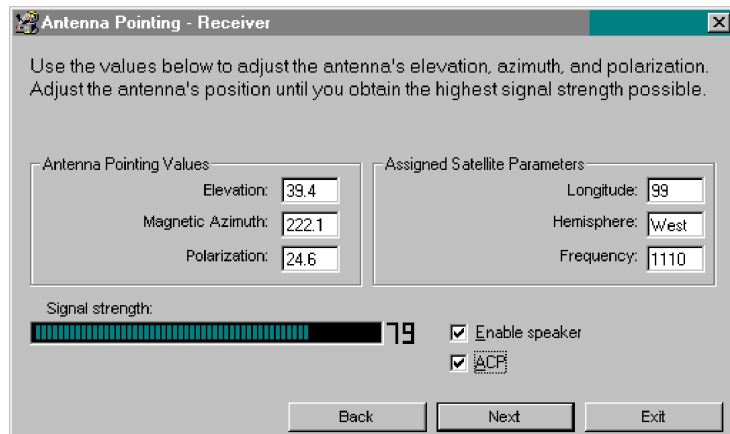 Antenna Pointing - Receiver
Use the values below to adjust the antenna's elevation, azimuth, and polarization.
Adjust the antenna's position until you obtain the highest signal strength possible.
Antenna Pointing Values
Elevation: 39.4
Magnetic Azimuth: 222.1
Polarization: 24.6
Assigned Satellite Parameters
Longitude: 99
Hemisphere: West
Frequency: 1110
Signal strength:
79
Enable speaker
ACP
Back
Next
Exit